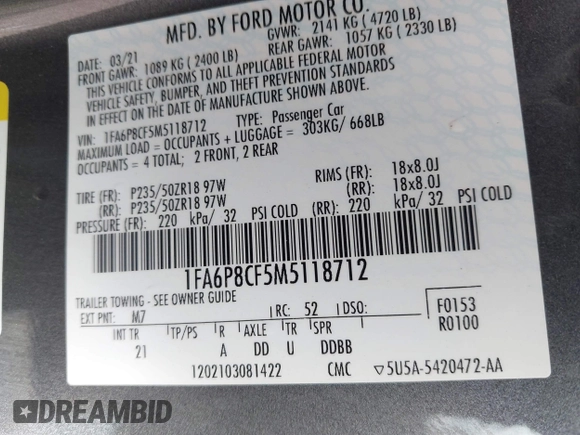 MFD. BY FORD MOTOR CO.
DATE: 03/21 GVWR: 2141 KG ( 4720 LB)
FRONT GAWR: 1089 KG ( 2400 LB) REAR GAWR: 1057 KG ( 2330 LB)
THIS VEHICLE CONFORMS TO ALL APPLICABLE FEDERAL MOTOR
VEHICLE SAFETY, BUMPER, AND THEFT PREVENTION STANDARDS
IN EFFECT ON THE DATE OF MANUFACTURE SHOWN ABOVE.
VIN: 1FA6P8CF5M5118712 TYPE: Passenger Car
MAXIMUM LOAD = OCCUPANTS + LUGGAGE = 303KG/ 668LB
OCCUPANTS = 4 TOTAL; 2 FRONT, 2 REAR
TIRE (FR): P235/50ZR18 97W RIMS (FR): 18x8.0J
(RR): P235/50ZR18 97W (RR): 18x8.0J
PRESSURE (FR): 220 kPa/ 32 PSI COLD (RR): 220 kPa/ 32 PSI COLD
1FA6P8CF5M5118712
TRAILER TOWING - SEE OWNER GUIDE
EXT PNT: M7 RC: 52 DSO: F0153
INT TR TP/PS R AXLE TR SPR R0100
21 A DD U DDBB
1202103081422 CMC ▽5U5A-5420472-AA
DREAMBID